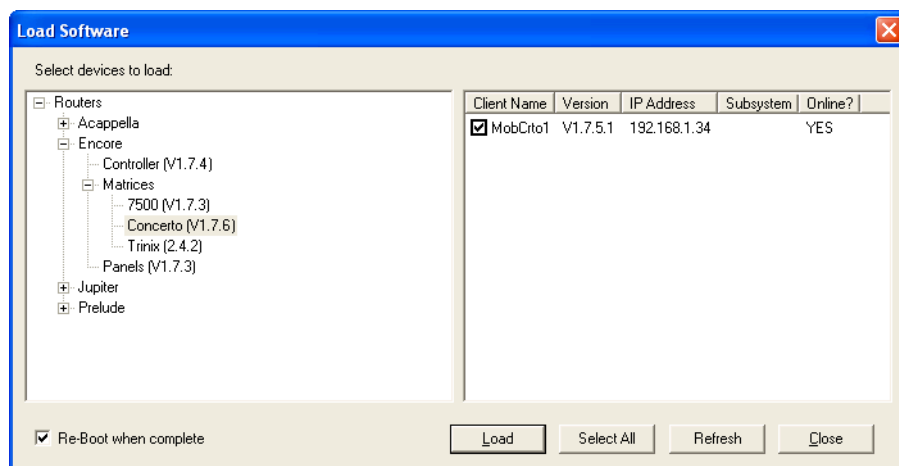 Load Software
Select devices to load:
Routers
Acappella
Encore
Controller (V1.7.4)
Matrices
7500 (V1.7.3)
Concerto (V1.7.6)
Trinix (2.4.2)
Panels (V1.7.3)
Jupiter
Prelude
Client Name Version IP Address Subsystem Online?
MobCrto1 V1.7.5.1 192.168.1.34 YES
Re-Boot when complete
Load Select All Refresh Close